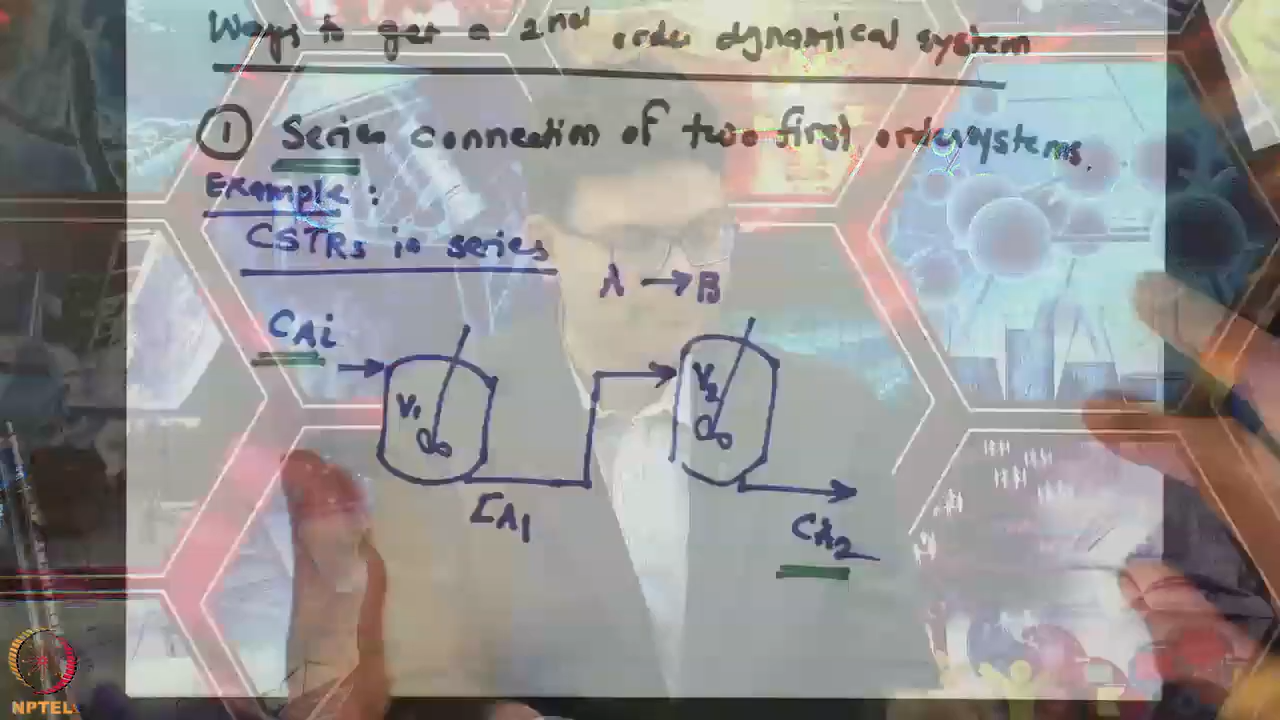 Ways to get a 2nd order dynamical system
① Series connection of two first order systems.
Example :
CSTRs in series
A → B
CAi
V1
V2
CA1
CA2
NPTEL